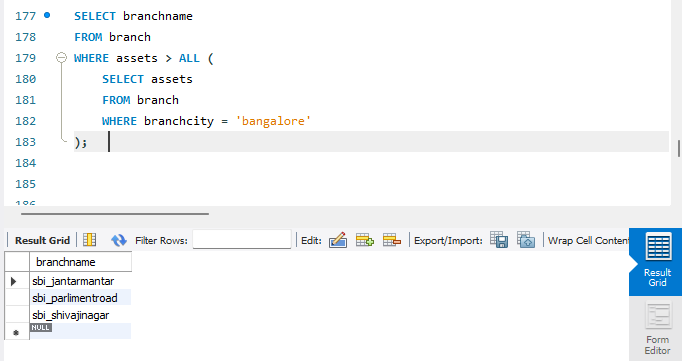 177 SELECT branchname
178 FROM branch
179 WHERE assets > ALL (
180 SELECT assets
181 FROM branch
182 WHERE branchcity = 'bangalore'
183 );
184
185
186
Result Grid Filter Rows: Edit: Export/Import: Wrap Cell Content
branchname
sbi_jantarmantar
sbi_parlimentroad
sbi_shivajinagar
NULL
Result
Grid
Form
Editor